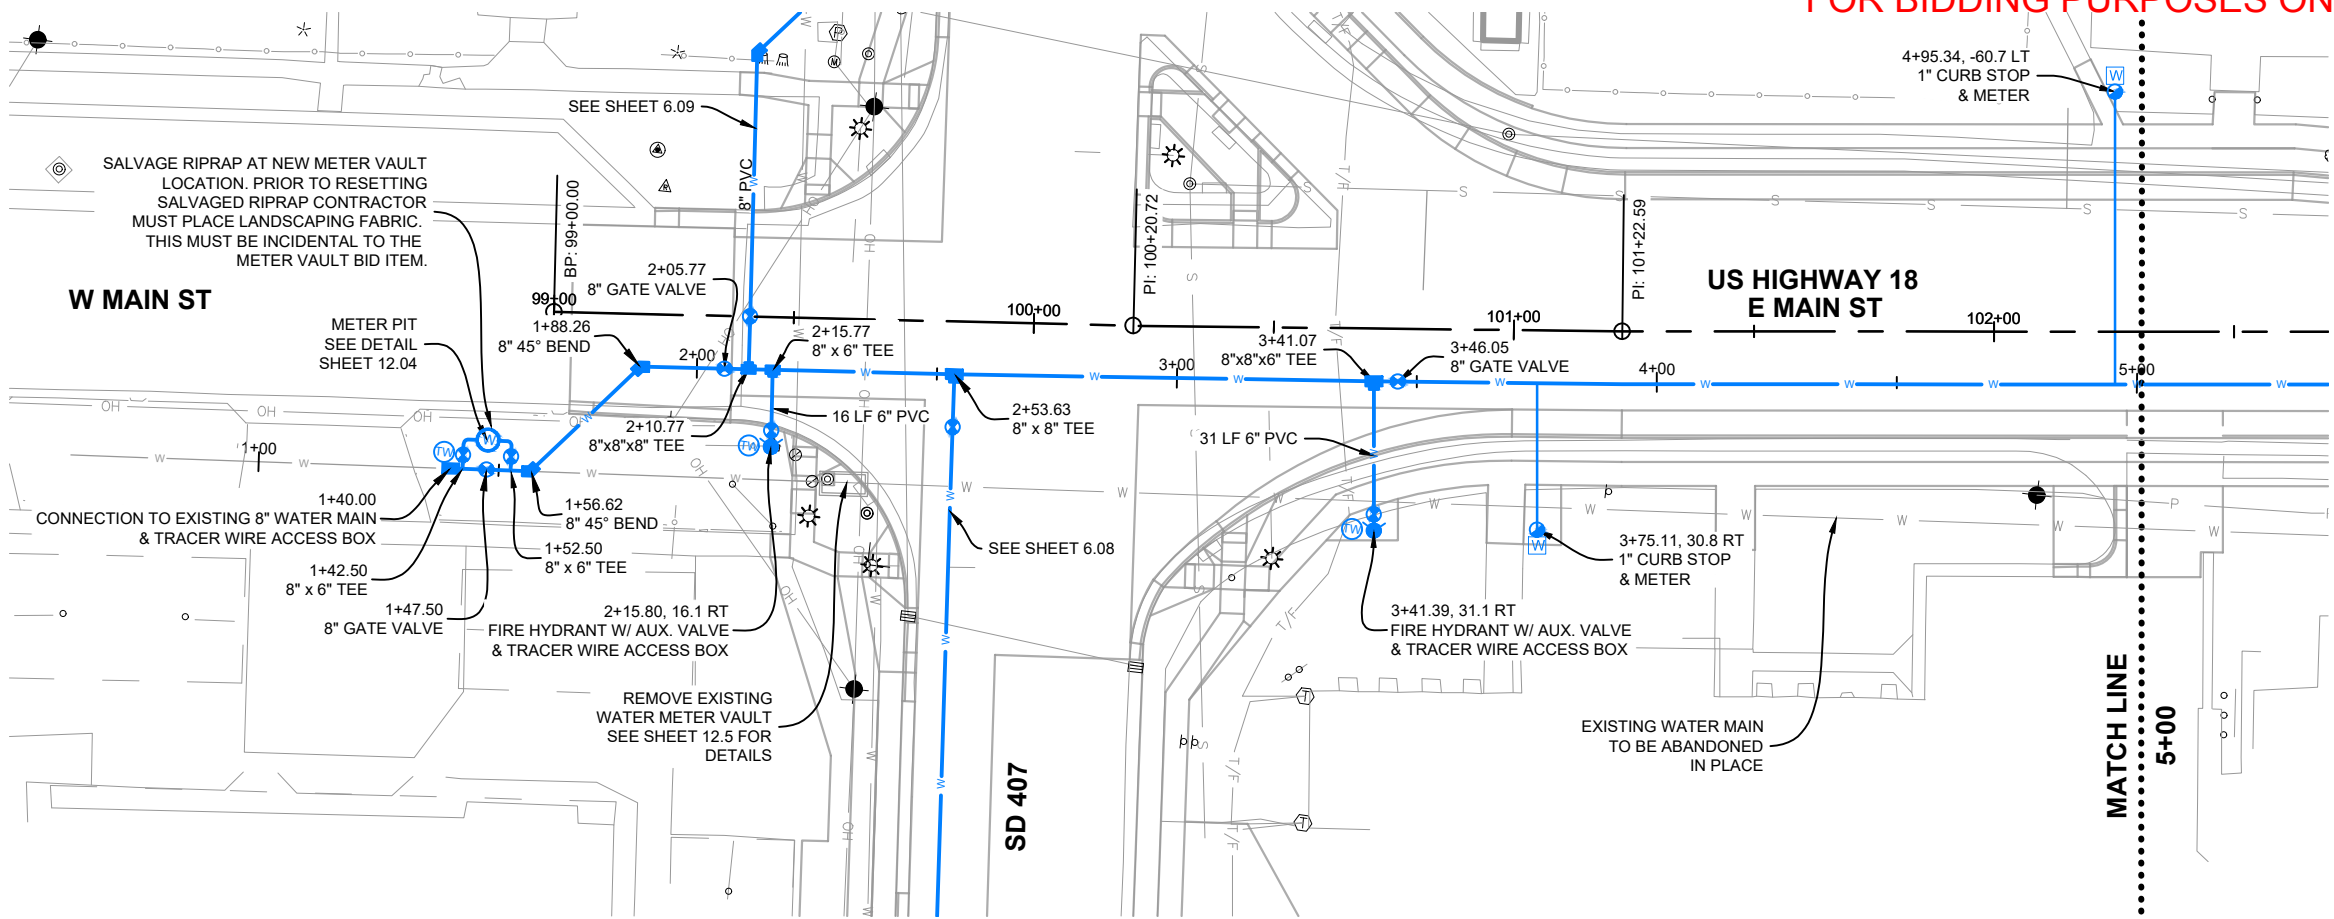 FOR BIDDING PURPOSES ON
4+95.34, -60.7 LT
1" CURB STOP
& METER
W
SEE SHEET 6.09
8" PVC
SALVAGE RIPRAP AT NEW METER VAULT
LOCATION. PRIOR TO RESETTING
SALVAGED RIPRAP CONTRACTOR
MUST PLACE LANDSCAPING FABRIC.
THIS MUST BE INCIDENTAL TO THE
METER VAULT BID ITEM.
BP: 99+00.00
PI: 100+20.72
PI: 101+22.59
W MAIN ST
US HIGHWAY 18
E MAIN ST
99+00
100+00
101+00
102+00
2+05.77
8" GATE VALVE
1+88.26
8" 45° BEND
METER PIT
SEE DETAIL
SHEET 12.04
2+15.77
8" x 6" TEE
3+41.07
8"x8"x6" TEE
3+46.05
8" GATE VALVE
1+00
2+00
3+00
4+00
5+00
2+10.77
8"x8"x8" TEE
16 LF 6" PVC
2+53.63
8" x 8" TEE
31 LF 6" PVC
TW
W
TW
TW
W
1+40.00
CONNECTION TO EXISTING 8" WATER MAIN
& TRACER WIRE ACCESS BOX
1+56.62
8" 45° BEND
1+52.50
8" x 6" TEE
1+42.50
8" x 6" TEE
1+47.50
8" GATE VALVE
SEE SHEET 6.08
3+75.11, 30.8 RT
1" CURB STOP
& METER
2+15.80, 16.1 RT
FIRE HYDRANT W/ AUX. VALVE
& TRACER WIRE ACCESS BOX
3+41.39, 31.1 RT
FIRE HYDRANT W/ AUX. VALVE
& TRACER WIRE ACCESS BOX
REMOVE EXISTING
WATER METER VAULT
SEE SHEET 12.5 FOR
DETAILS
EXISTING WATER MAIN
TO BE ABANDONED
IN PLACE
SD 407
MATCH LINE
5+00